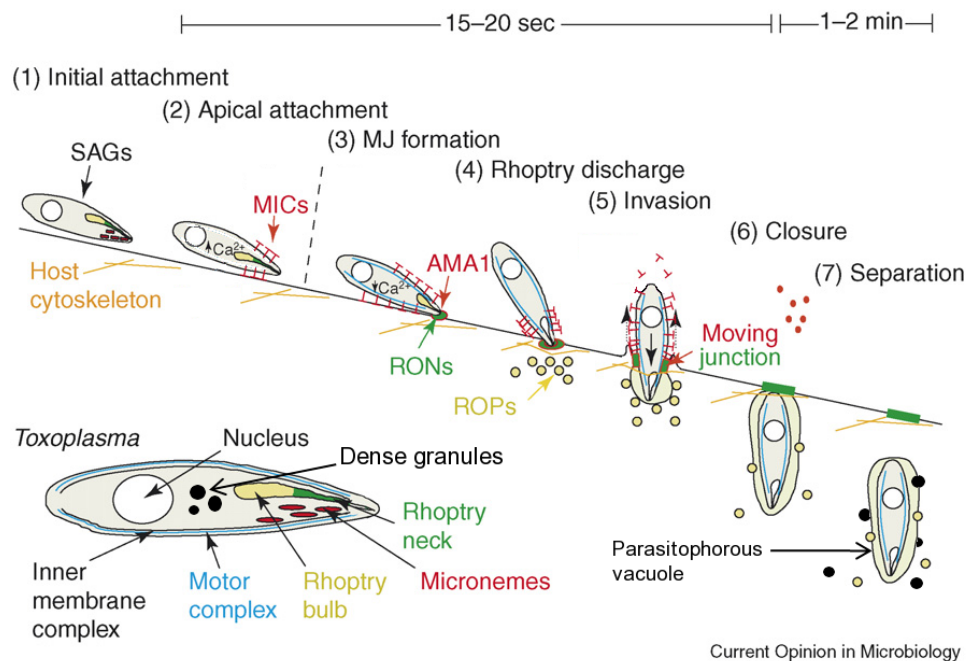 15–20 sec
1–2 min
(1) Initial attachment
(2) Apical attachment
(3) MJ formation
(4) Rhoptry discharge
(5) Invasion
(6) Closure
(7) Separation
SAGs
MICs
Ca2+
Ca2+
AMA1
Host
cytoskeleton
RONs
ROPs
Moving
junction
Toxoplasma
Nucleus
Dense granules
Rhoptry
neck
Inner
membrane
complex
Motor
complex
Rhoptry
bulb
Micronemes
Parasitophorous
vacuole
Current Opinion in Microbiology